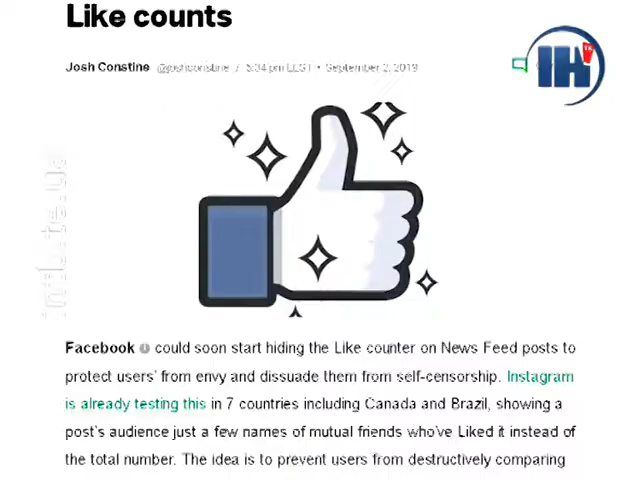 Like counts
Josh Constine @joshconstine / 5:04 pm EEST • September 2, 2019
IH
Facebook could soon start hiding the Like counter on News Feed posts to
protect users' from envy and dissuade them from self-censorship. Instagram
is already testing this in 7 countries including Canada and Brazil, showing a
post's audience just a few names of mutual friends who've Liked it instead of
the total number. The idea is to prevent users from destructively comparing